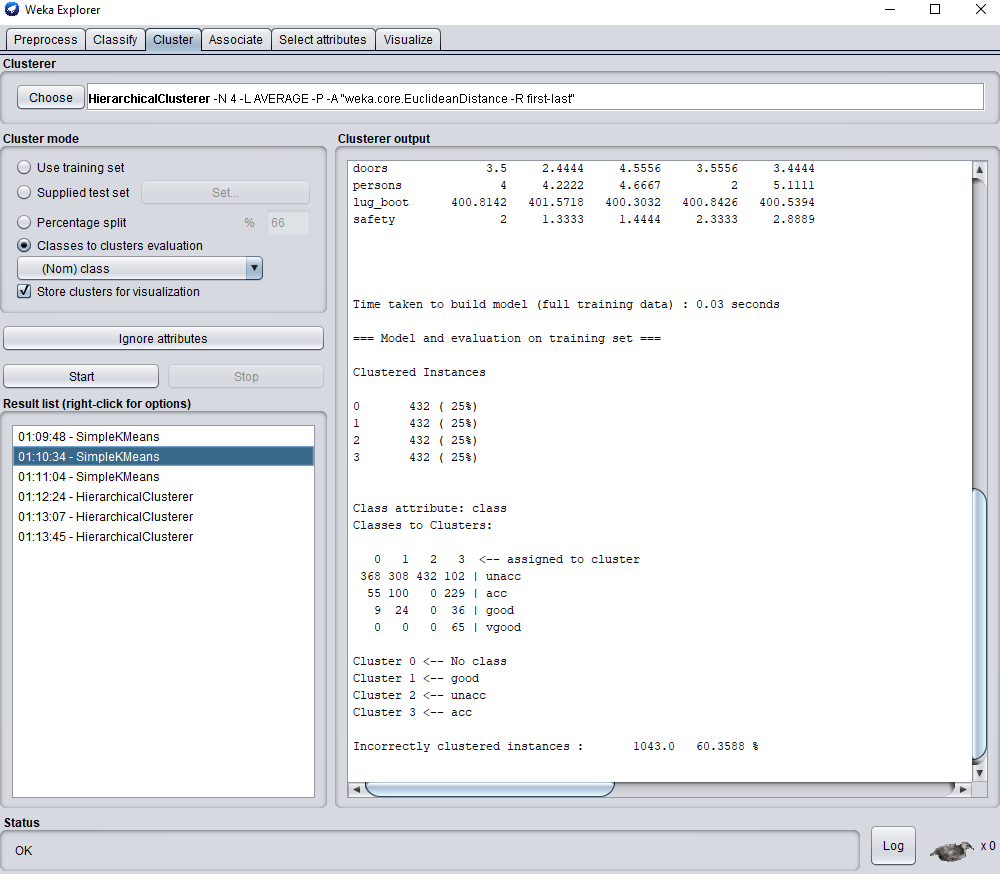 Weka Explorer
Preprocess Classify Cluster Associate Select attributes Visualize
Clusterer
Choose HierarchicalClusterer -N 4 -L AVERAGE -P -A "weka.core.EuclideanDistance -R first-last"
Cluster mode
Use training set
Supplied test set Set...
Percentage split % 66
Classes to clusters evaluation
(Nom) class
Store clusters for visualization
Ignore attributes
Start Stop
Result list (right-click for options)
01:09:48 - SimpleKMeans
01:10:34 - SimpleKMeans
01:11:04 - SimpleKMeans
01:12:24 - HierarchicalClusterer
01:13:07 - HierarchicalClusterer
01:13:45 - HierarchicalClusterer
Clusterer output
doors 3.5 2.4444 4.5556 3.5556 3.4444
persons 4 4.2222 4.6667 2 5.1111
lug_boot 400.8142 401.5718 400.3032 400.8426 400.5394
safety 2 1.3333 1.4444 2.3333 2.8889
Time taken to build model (full training data) : 0.03 seconds
=== Model and evaluation on training set ===
Clustered Instances
0 432 ( 25%)
1 432 ( 25%)
2 432 ( 25%)
3 432 ( 25%)
Class attribute: class
Classes to Clusters:
0 1 2 3 <-- assigned to cluster
368 308 432 102 | unacc
55 100 0 229 | acc
9 24 0 36 | good
0 0 0 65 | vgood
Cluster 0 <-- No class
Cluster 1 <-- good
Cluster 2 <-- unacc
Cluster 3 <-- acc
Incorrectly clustered instances : 1043.0 60.3588 %
Status
OK
Log
x 0